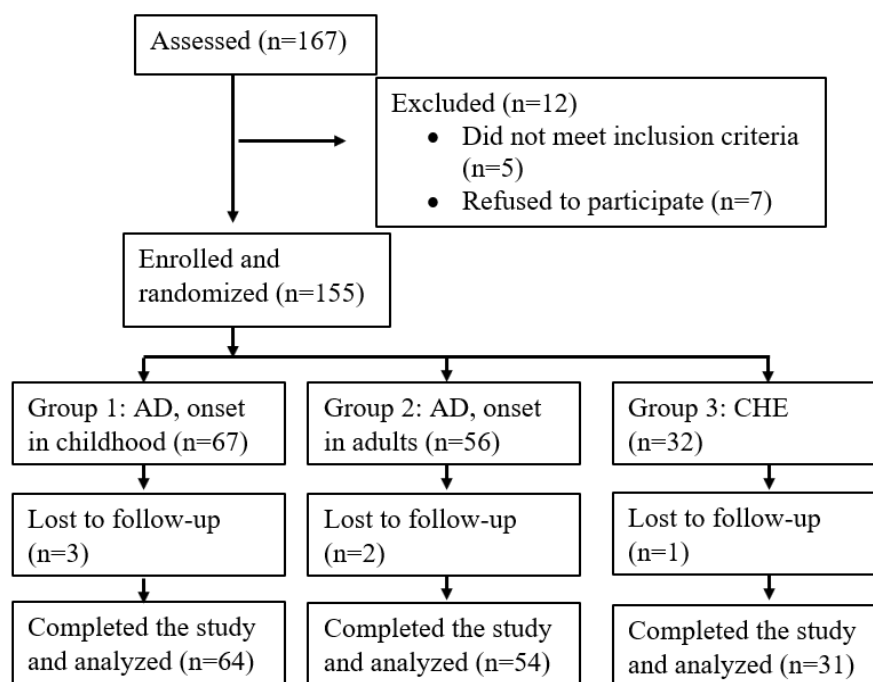 Assessed (n=167)
Excluded (n=12)
• Did not meet inclusion criteria
(n=5)
• Refused to participate (n=7)
Enrolled and
randomized (n=155)
Group 1: AD, onset
in childhood (n=67)
Group 2: AD, onset
in adults (n=56)
Group 3: CHE
(n=32)
Lost to follow-up
(n=3)
Lost to follow-up
(n=2)
Lost to follow-up
(n=1)
Completed the study
and analyzed (n=64)
Completed the study
and analyzed (n=54)
Completed the study
and analyzed (n=31)